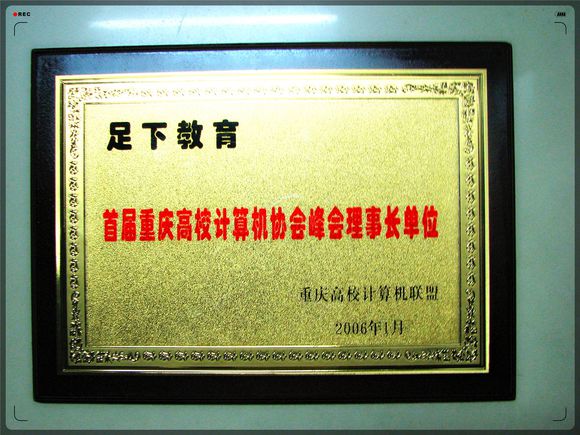 REC
足下教育
首届重庆高校计算机协会峰会理事长单位
重庆高校计算机联盟
2006年1月